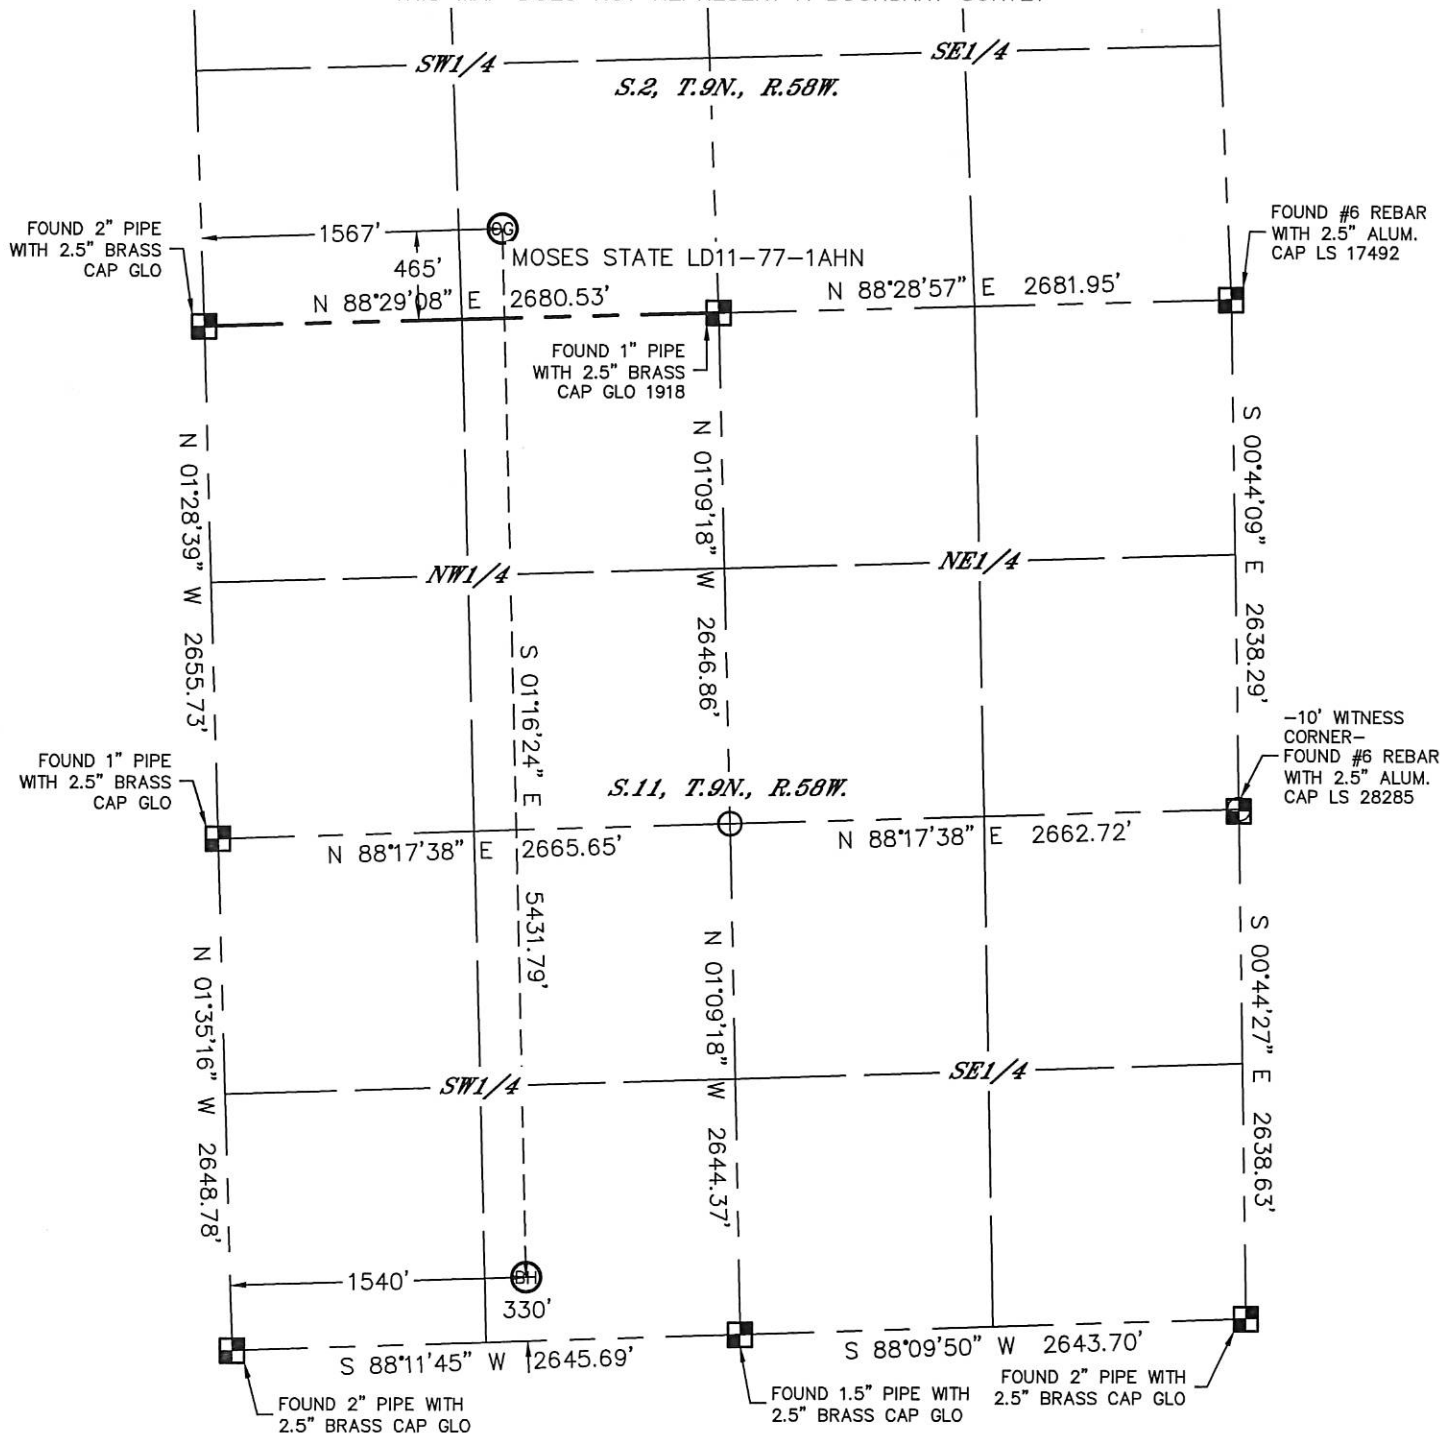 SW1/4
SE1/4
S.2, T.9N., R.58W.
FOUND 2" PIPE
WITH 2.5" BRASS
CAP GLO
1567'
OG
465'
MOSES STATE LD11-77-1AHN
FOUND #6 REBAR
WITH 2.5" ALUM.
CAP LS 17492
N 88°29'08" E 2680.53'
N 88°28'57" E 2681.95'
FOUND 1" PIPE
WITH 2.5" BRASS
CAP GLO 1918
N 01°28'39" W 2655.73'
N 01°09'18" W 2646.86'
S 00°44'09" E 2638.29'
NW1/4
NE1/4
S 01°16'24" E 5431.79'
FOUND 1" PIPE
WITH 2.5" BRASS
CAP GLO
S.11, T.9N., R.58W.
-10' WITNESS
CORNER-
FOUND #6 REBAR
WITH 2.5" ALUM.
CAP LS 28285
N 88°17'38" E 2665.65'
N 88°17'38" E 2662.72'
N 01°35'16" W 2648.78'
N 01°09'18" W 2644.37'
S 00°44'27" E 2638.63'
SW1/4
SE1/4
1540'
BH
330'
S 88°11'45" W 2645.69'
S 88°09'50" W 2643.70'
FOUND 2" PIPE WITH
2.5" BRASS CAP GLO
FOUND 1.5" PIPE WITH
2.5" BRASS CAP GLO
FOUND 2" PIPE WITH
2.5" BRASS CAP GLO